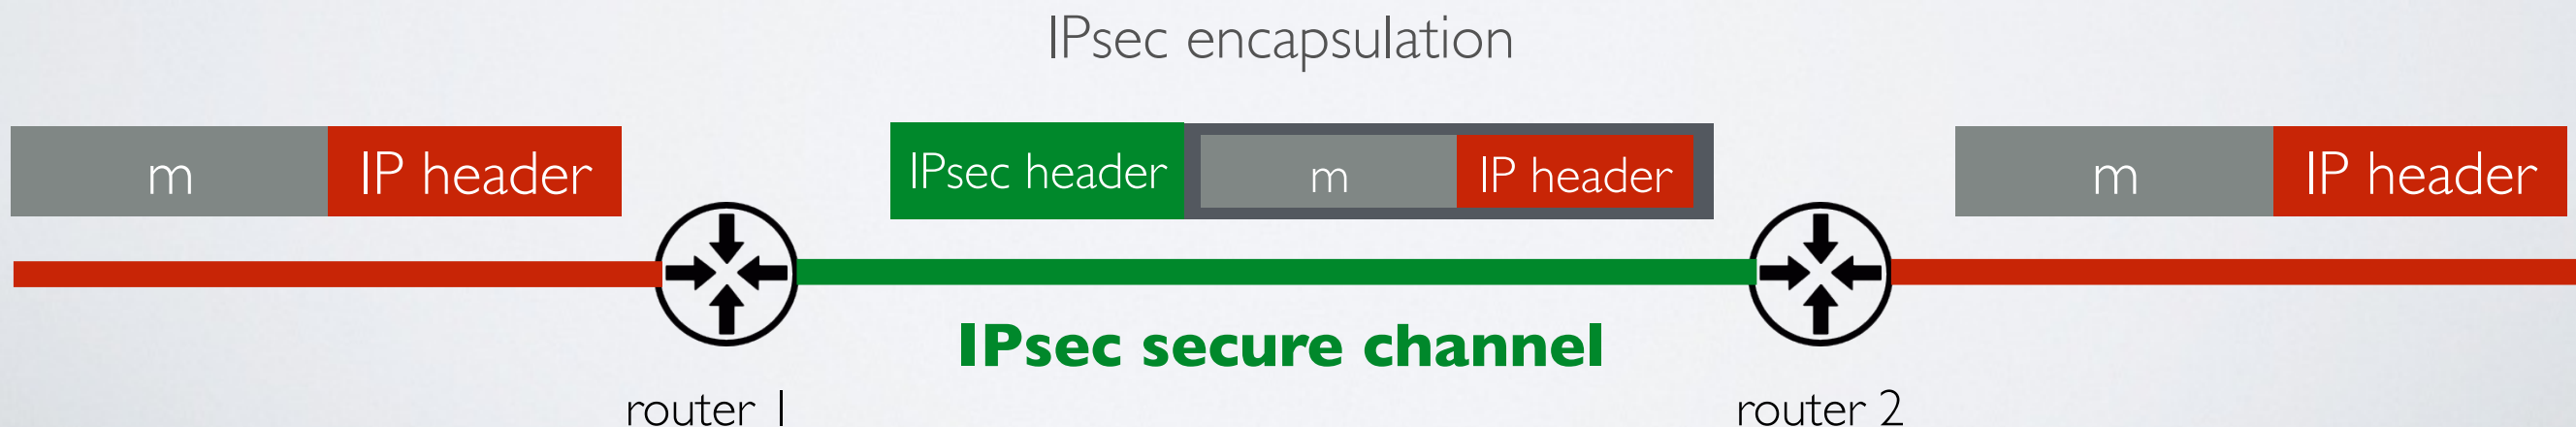 IPsec encapsulation
m IP header
IPsec header m IP header
m IP header
IPsec secure channel
router 1
router 2